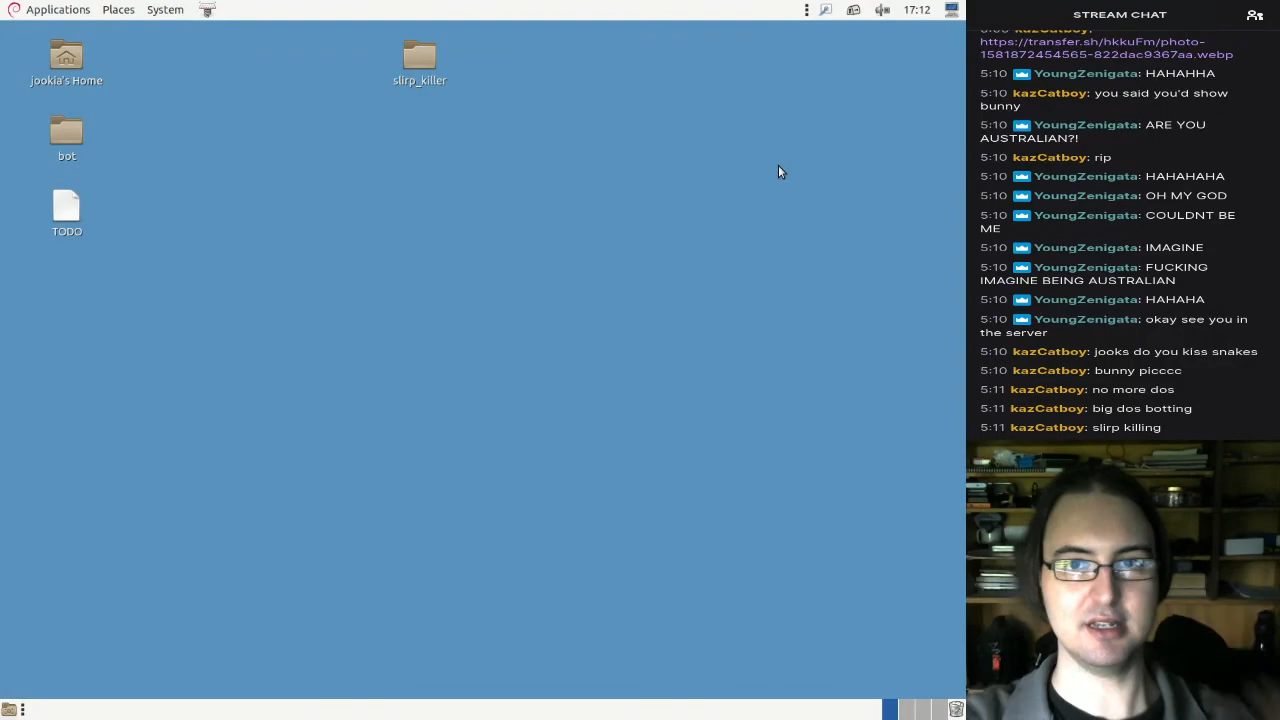 Applications Places System
17:12
jookia's Home
slirp_killer
bot
TODO
STREAM CHAT
kazCatboy:
https://transfer.sh/hkkuFm/photo-
1581872454565-822dac9367aa.webp
5:10 YoungZenigata: HAHAHHA
5:10 kazCatboy: you said you'd show
bunny
5:10 YoungZenigata: ARE YOU
AUSTRALIAN?!
5:10 kazCatboy: rip
5:10 YoungZenigata: HAHAHAHA
5:10 YoungZenigata: OH MY GOD
5:10 YoungZenigata: COULDNT BE
ME
5:10 YoungZenigata: IMAGINE
5:10 YoungZenigata: FUCKING
IMAGINE BEING AUSTRALIAN
5:10 YoungZenigata: HAHAHA
5:10 YoungZenigata: okay see you in
the server
5:10 kazCatboy: jooks do you kiss snakes
5:10 kazCatboy: bunny picccc
5:11 kazCatboy: no more dos
5:11 kazCatboy: big dos botting
5:11 kazCatboy: slirp killing